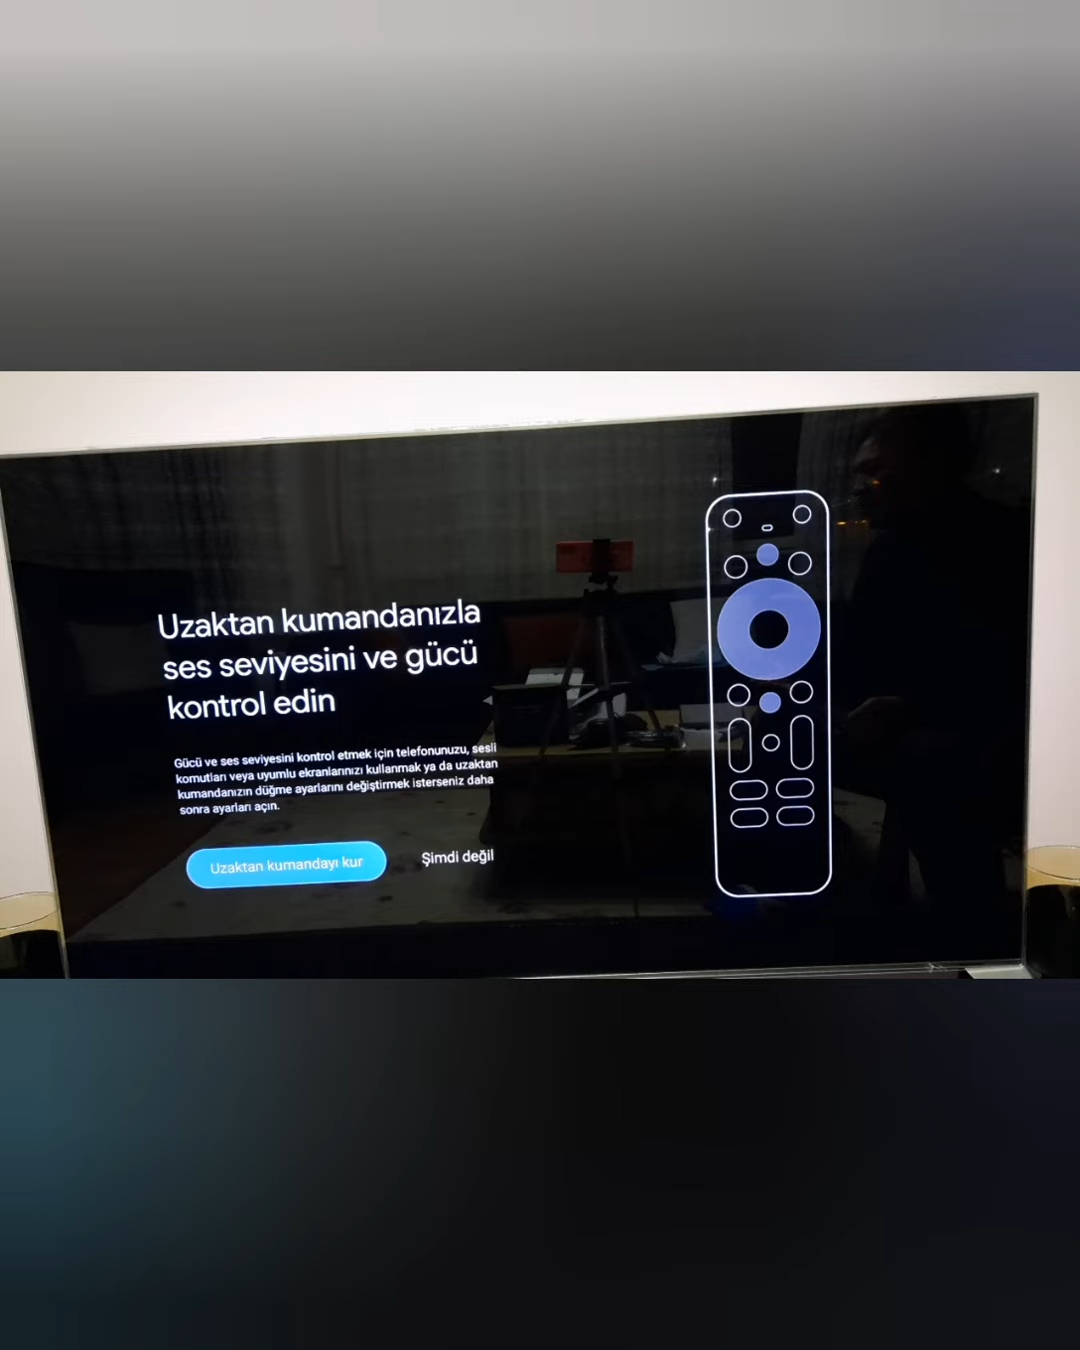 Uzaktan kumandanızla
ses seviyesini ve gücü
kontrol edin
Gücü ve ses seviyesini kontrol etmek için telefonunuzu, sesli
komutları veya uyumlu ekranlarınızı kullanmak ya da uzaktan
kumandanızın düğme ayarlarını değiştirmek isterseniz daha
sonra ayarları açın.
Uzaktan kumandayı kur
Şimdi değil